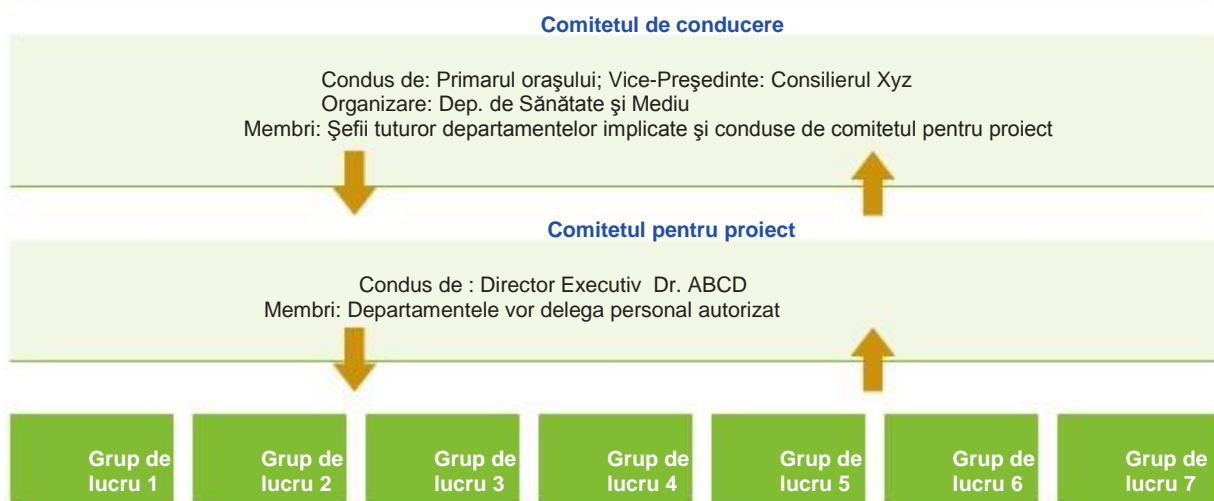 Comitetul de conducere
Condus de: Primarul oraşului; Vice-Preşedinte: Consilierul Xyz
Organizare: Dep. de Sănătate şi Mediu
Membri: Şefii tuturor departamentelor implicate şi conduse de comitetul pentru proiect
Comitetul pentru proiect
Condus de : Director Executiv Dr. ABCD
Membri: Departamentele vor delega personal autorizat
Grup de
lucru 1
Grup de
lucru 2
Grup de
lucru 3
Grup de
lucru 4
Grup de
lucru 5
Grup de
lucru 6
Grup de
lucru 7